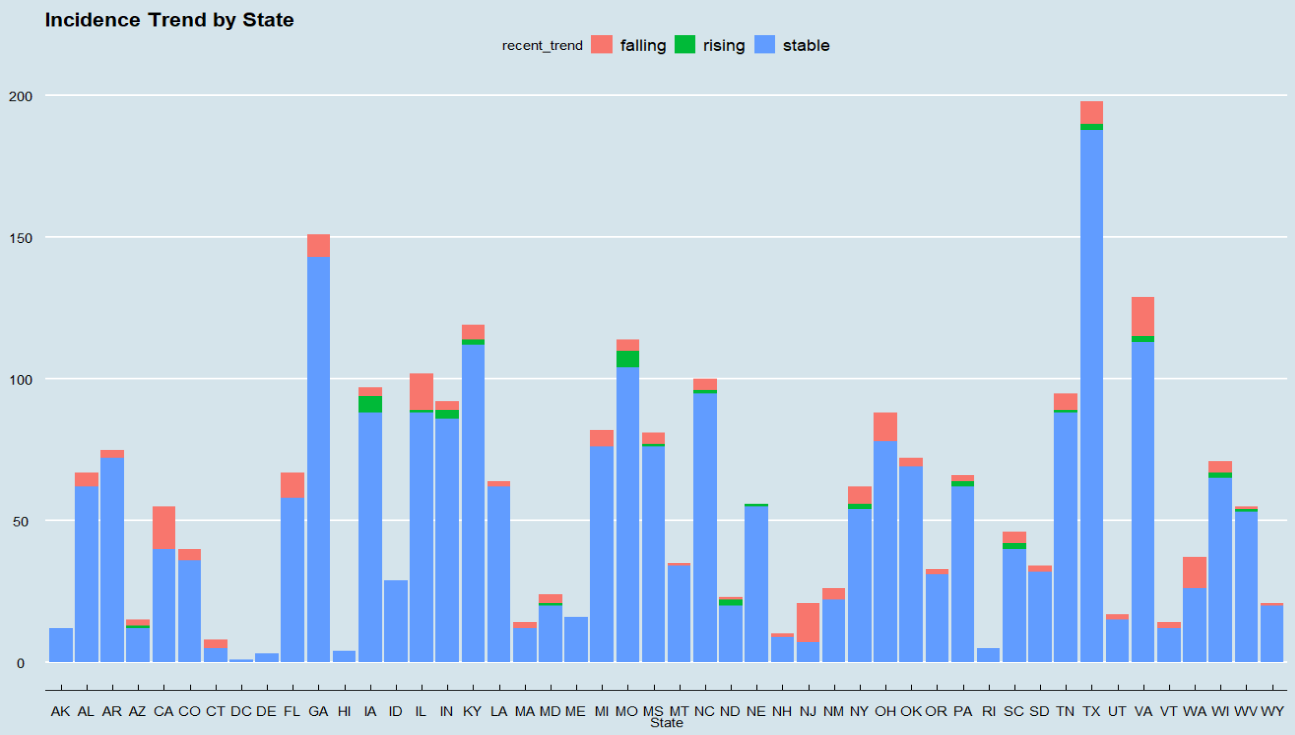 Incidence Trend by State
recent_trend falling rising stable
200
150
100
50
0
AK AL AR AZ CA CO CT DC DE FL GA HI IA ID IL IN KY LA MA MD ME MI MO MS MT NC ND NE NH NJ NM NY OH OK OR PA RI SC SD TN TX UT VA VT WA WI WV WY
State